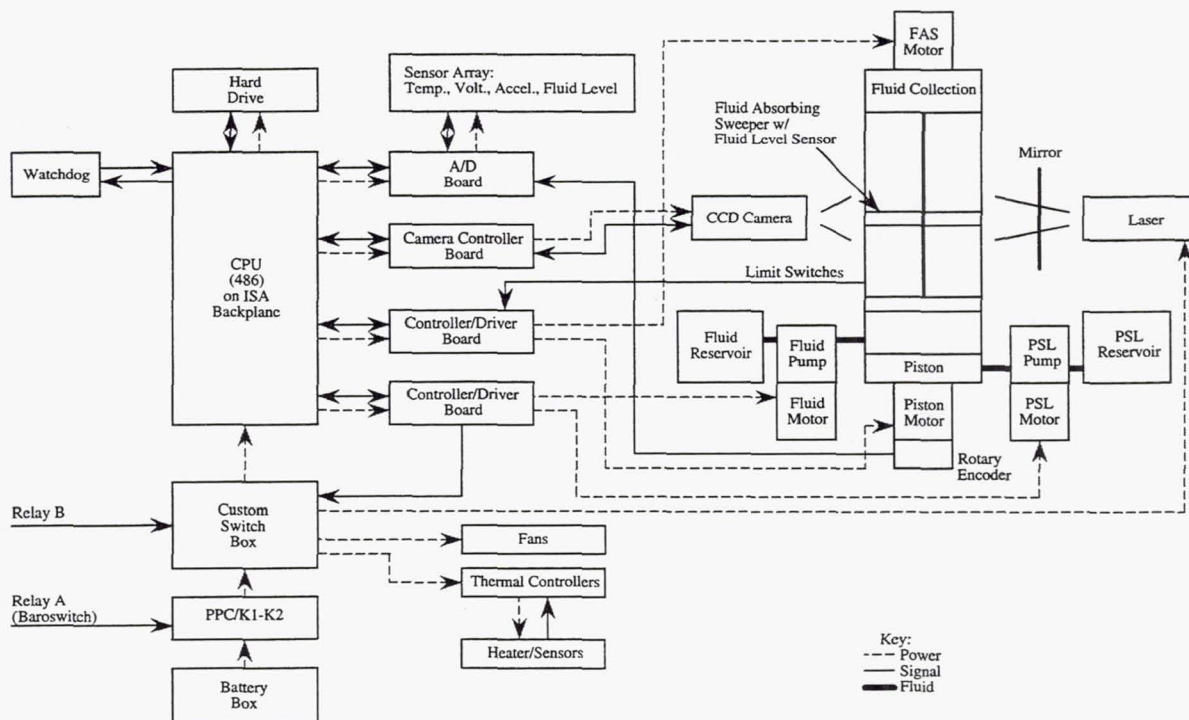 FAS
Motor
Hard
Drive
Sensor Array:
Temp., Volt., Accel., Fluid Level
Fluid Collection
Fluid Absorbing
Sweeper w/
Fluid Level Sensor
Mirror
Watchdog
A/D
Board
CCD Camera
Laser
Camera Controller
Board
CPU
(486)
on ISA
Backplane
Limit Switches
Controller/Driver
Board
Fluid
Reservoir
Fluid
Pump
PSL
Pump
PSL
Reservoir
Piston
Controller/Driver
Board
Fluid
Motor
Piston
Motor
PSL
Motor
Rotary
Encoder
Relay B
Custom
Switch
Box
Fans
Thermal Controllers
Relay A
(Baroswitch)
PPC/K1-K2
Heater/Sensors
Battery
Box
Key:
Power
Signal
Fluid